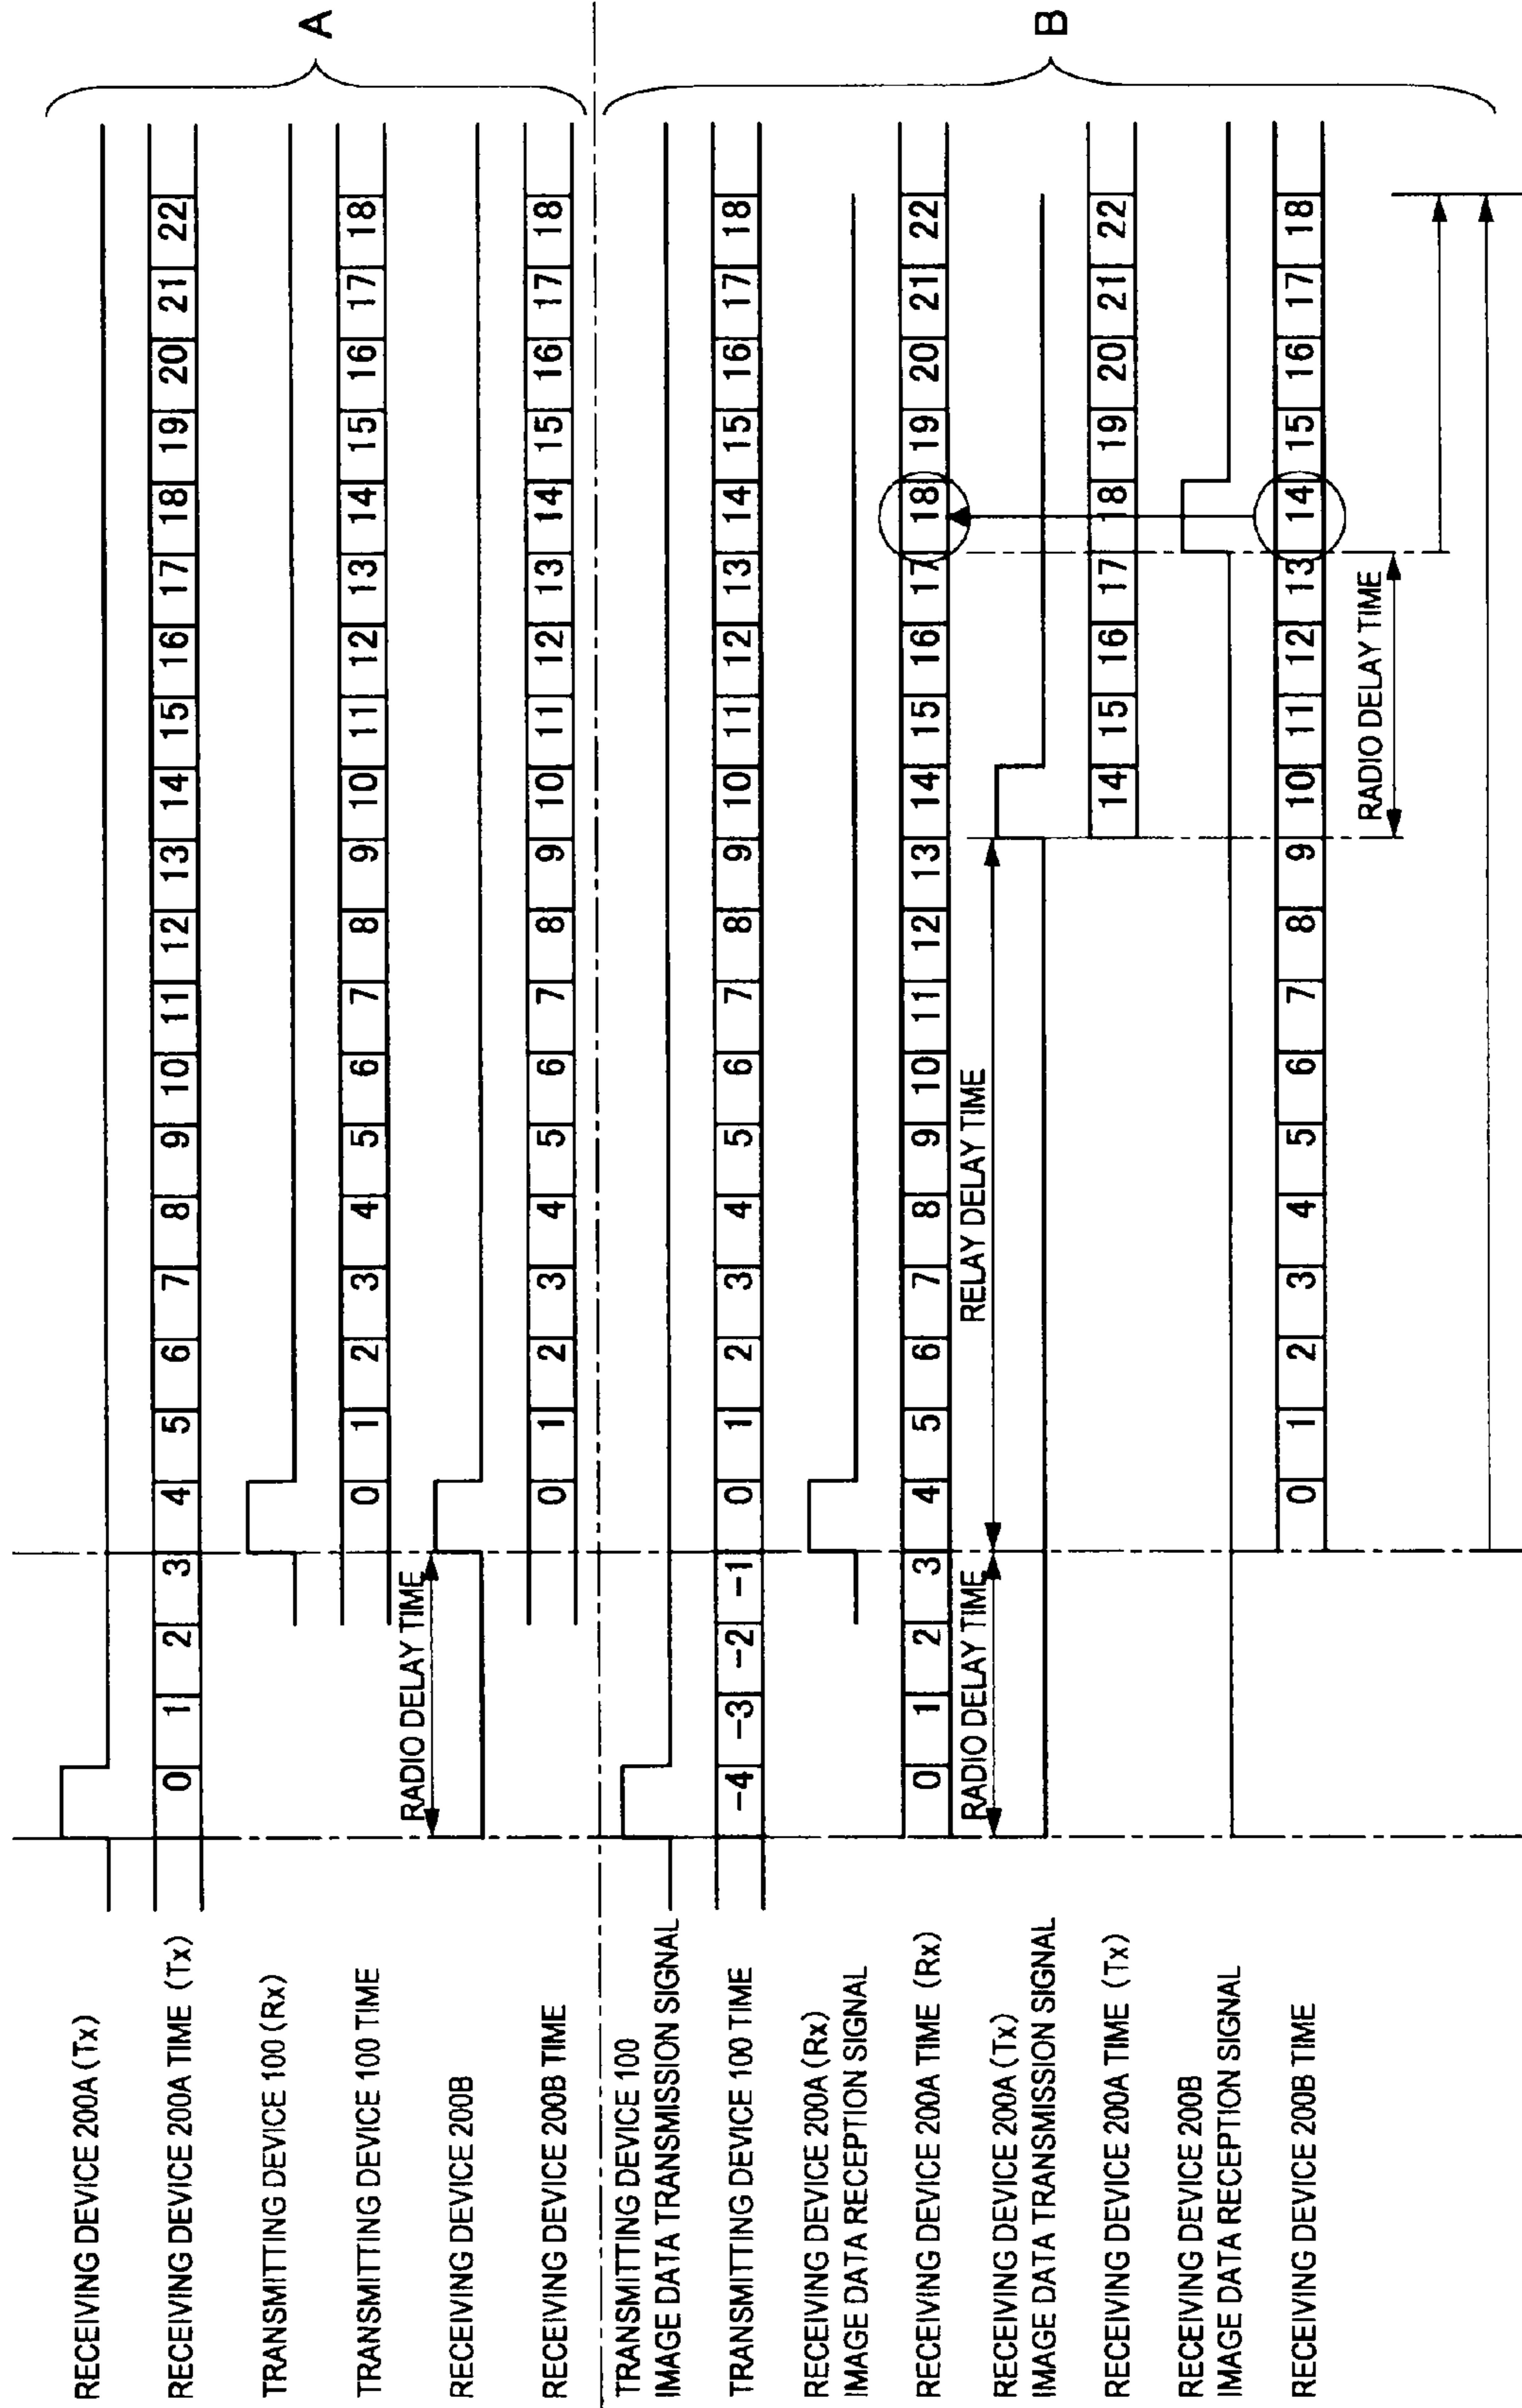 RECEIVING DEVICE 200A (Tx)
RECEIVING DEVICE 200A TIME (Tx)
0 1 2 3 4 5 6 7 8 9 10 11 12 13 14 15 16 17 18 19 20 21 22
TRANSMITTING DEVICE 100 (Rx)
TRANSMITTING DEVICE 100 TIME
0 1 2 3 4 5 6 7 8 9 10 11 12 13 14 15 16 17 18
RADIO DELAY TIME
RECEIVING DEVICE 200B
RECEIVING DEVICE 200B TIME
0 1 2 3 4 5 6 7 8 9 10 11 12 13 14 15 16 17 18
A
TRANSMITTING DEVICE 100
IMAGE DATA TRANSMISSION SIGNAL
TRANSMITTING DEVICE 100 TIME
-4 -3 -2 -1 0 1 2 3 4 5 6 7 8 9 10 11 12 13 14 15 16 17 18
RECEIVING DEVICE 200A (Rx)
IMAGE DATA RECEPTION SIGNAL
RECEIVING DEVICE 200A TIME (Rx)
0 1 2 3 4 5 6 7 8 9 10 11 12 13 14 15 16 17 18 19 20 21 22
RADIO DELAY TIME
RELAY DELAY TIME
RECEIVING DEVICE 200A (Tx)
IMAGE DATA TRANSMISSION SIGNAL
RECEIVING DEVICE 200A TIME (Tx)
14 15 16 17 18 19 20 21 22
RECEIVING DEVICE 200B
IMAGE DATA RECEPTION SIGNAL
RECEIVING DEVICE 200B TIME
0 1 2 3 4 5 6 7 8 9 10 11 12 13 14 15 16 17 18
RADIO DELAY TIME
B